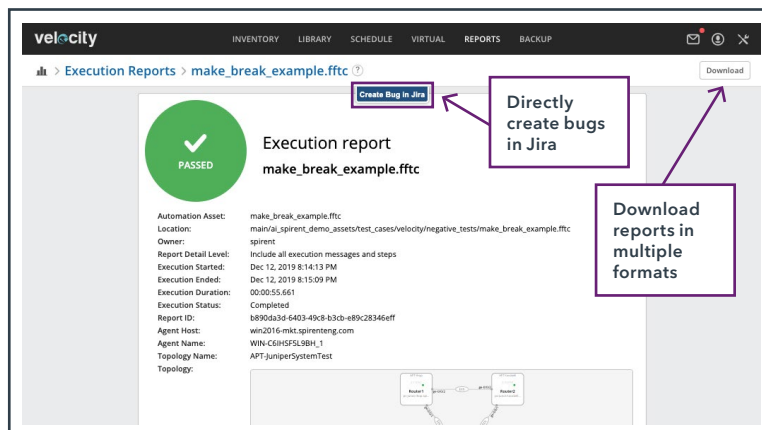 velocity
INVENTORY LIBRARY SCHEDULE VIRTUAL REPORTS BACKUP
> Execution Reports > make_break_example.fftc ?
Download
Create Bug in Jira
Directly
create bugs
in Jira
PASSED
Execution report
make_break_example.fftc
Download
reports in
multiple
formats
Automation Asset: make_break_example.fftc
Location: main/ai_spirent_demo_assets/test_cases/velocity/negative_tests/make_break_example.fftc
Owner: spirent
Report Detail Level: Include all execution messages and steps
Execution Started: Dec 12, 2019 8:14:13 PM
Execution Ended: Dec 12, 2019 8:15:09 PM
Execution Duration: 00:00:55.661
Execution Status: Completed
Report ID: b890da3d-6403-49c8-b3cb-e89c28346eff
Agent Host: win2016-mkt.spirenteng.com
Agent Name: WIN-C6IHSF5L9BH_1
Topology Name: APT-JuniperSystemTest
Topology:
Router1 Router2